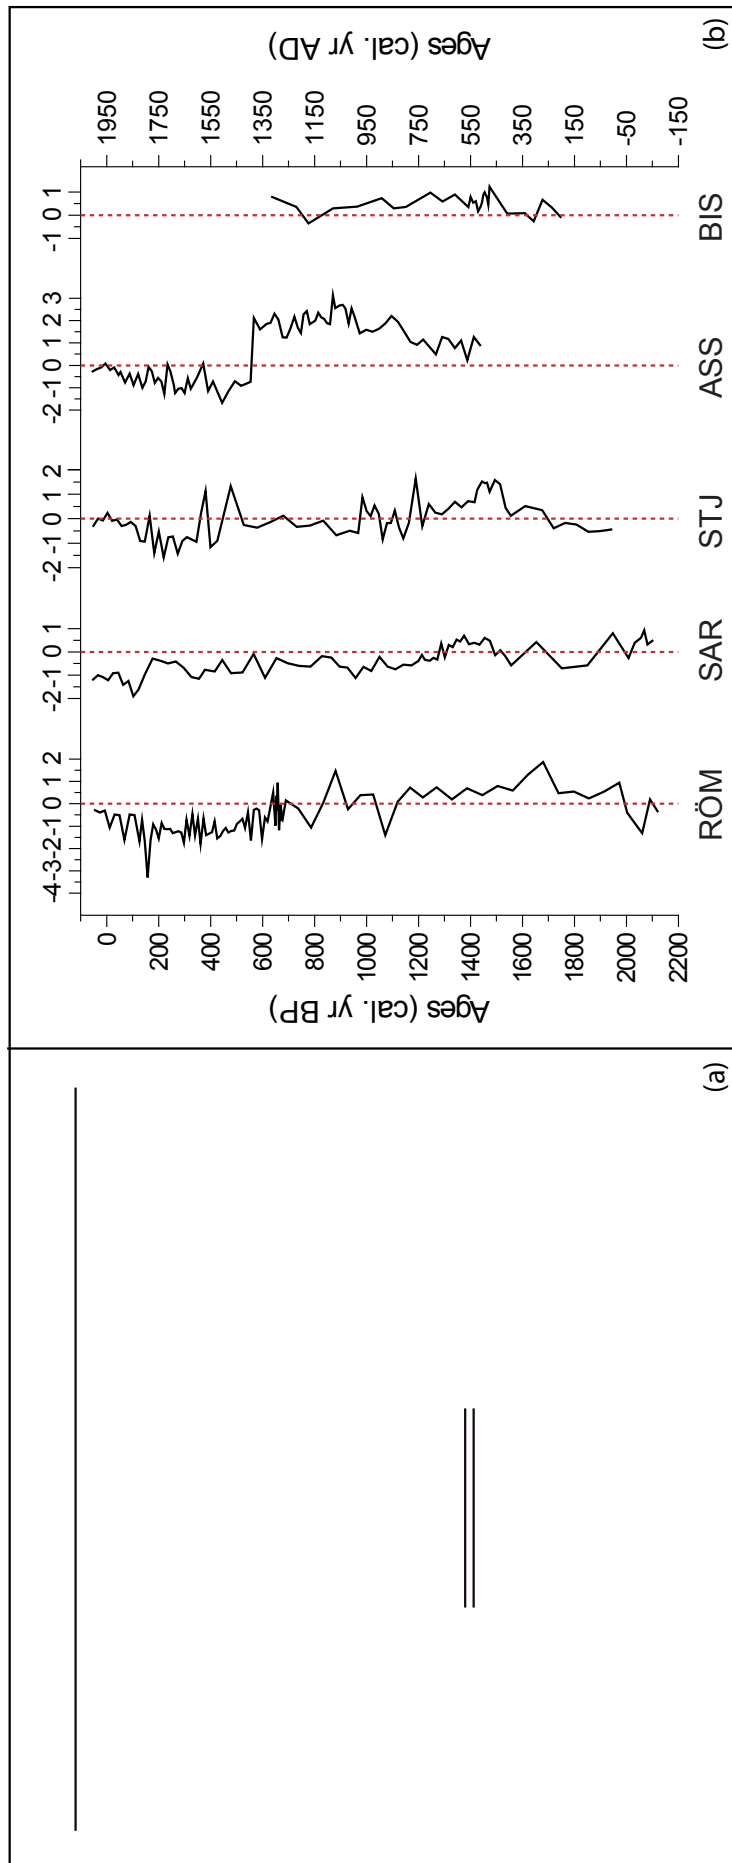 (a)
Ages (cal. yr BP)
0 200 400 600 800 1000 1200 1400 1600 1800 2000 2200
-4 -3 -2 -1 0 1 2
RÖM
-2 -1 0 1
SAR
-2 -1 0 1 2
STJ
-2 -1 0 1 2 3
ASS
-1 0 1
BIS
1950 1750 1550 1350 1150 950 750 550 350 150 -50 -150
Ages (cal. yr AD)
(b)